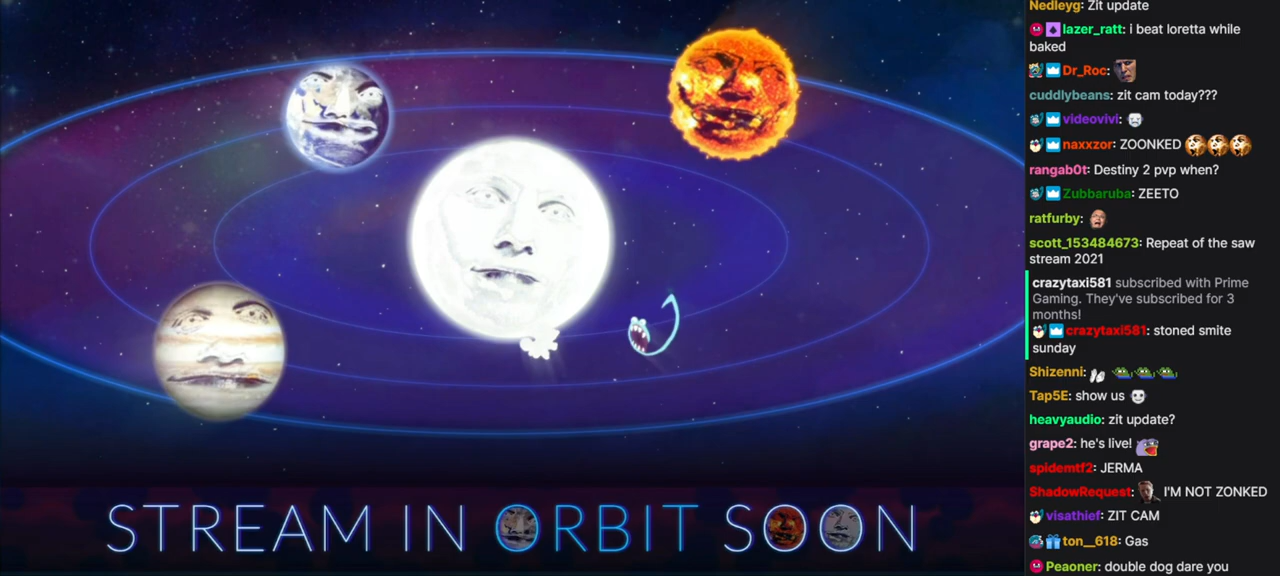 STREAM IN ORBIT SOON
Nedleyg: Zit update
lazer_ratt: i beat loretta while
baked
Dr_Roc:
cuddlybeans: zit cam today???
videovivi:
naxxzor: ZOONKED
rangab0t: Destiny 2 pvp when?
Zubbaruba: ZEETO
ratfurby:
scott_153484673: Repeat of the saw
stream 2021
crazytaxi581 subscribed with Prime
Gaming. They've subscribed for 3
months!
crazytaxi581: stoned smite
sunday
Shizenni:
Tap5E: show us
heavyaudio: zit update?
grape2: he's live!
spidemtf2: JERMA
ShadowRequest: I'M NOT ZONKED
visathief: ZIT CAM
ton__618: Gas
Peaoner: double dog dare you